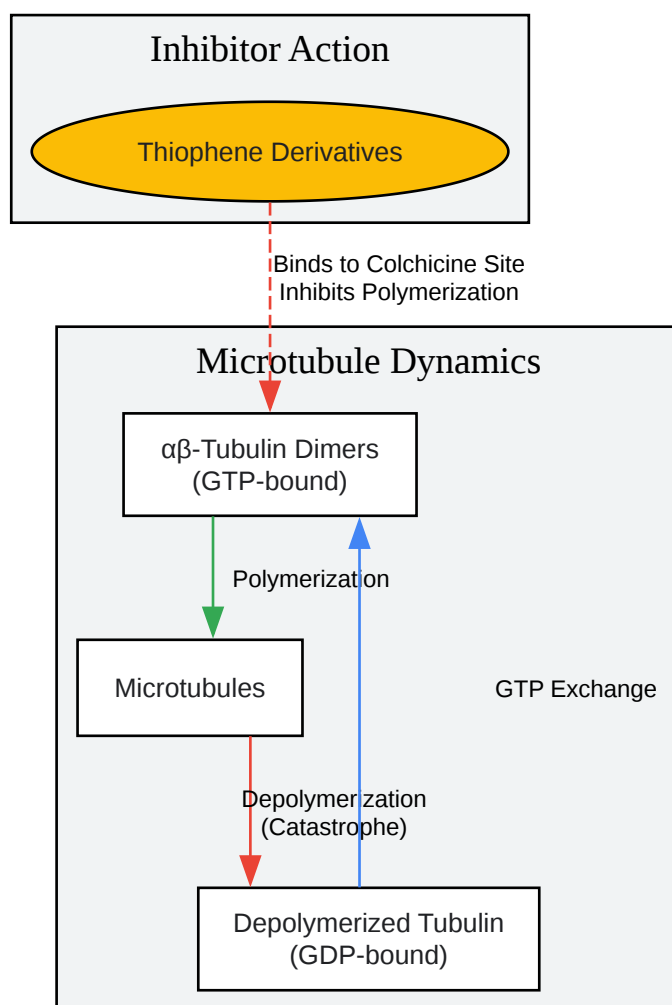 Inhibitor Action
Thiophene Derivatives
Binds to Colchicine Site
Inhibits Polymerization
Microtubule Dynamics
αβ-Tubulin Dimers
(GTP-bound)
Polymerization
Microtubules
GTP Exchange
Depolymerization
(Catastrophe)
Depolymerized Tubulin
(GDP-bound)